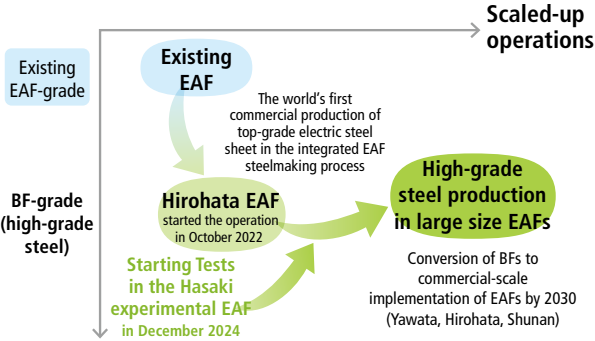 Scaled-up
operations
Existing
EAF-grade
Existing
EAF
The world's first
commercial production of
top-grade electric steel
sheet in the integrated EAF
steelmaking process
BF-grade
(high-grade
steel)
Hirohata EAF
started the operation
in October 2022
High-grade
steel production
in large size EAFs
Starting Tests
in the Hasaki
experimental EAF
in December 2024
Conversion of BFs to
commercial-scale
implementation of EAFs by 2030
(Yawata, Hirohata, Shunan)